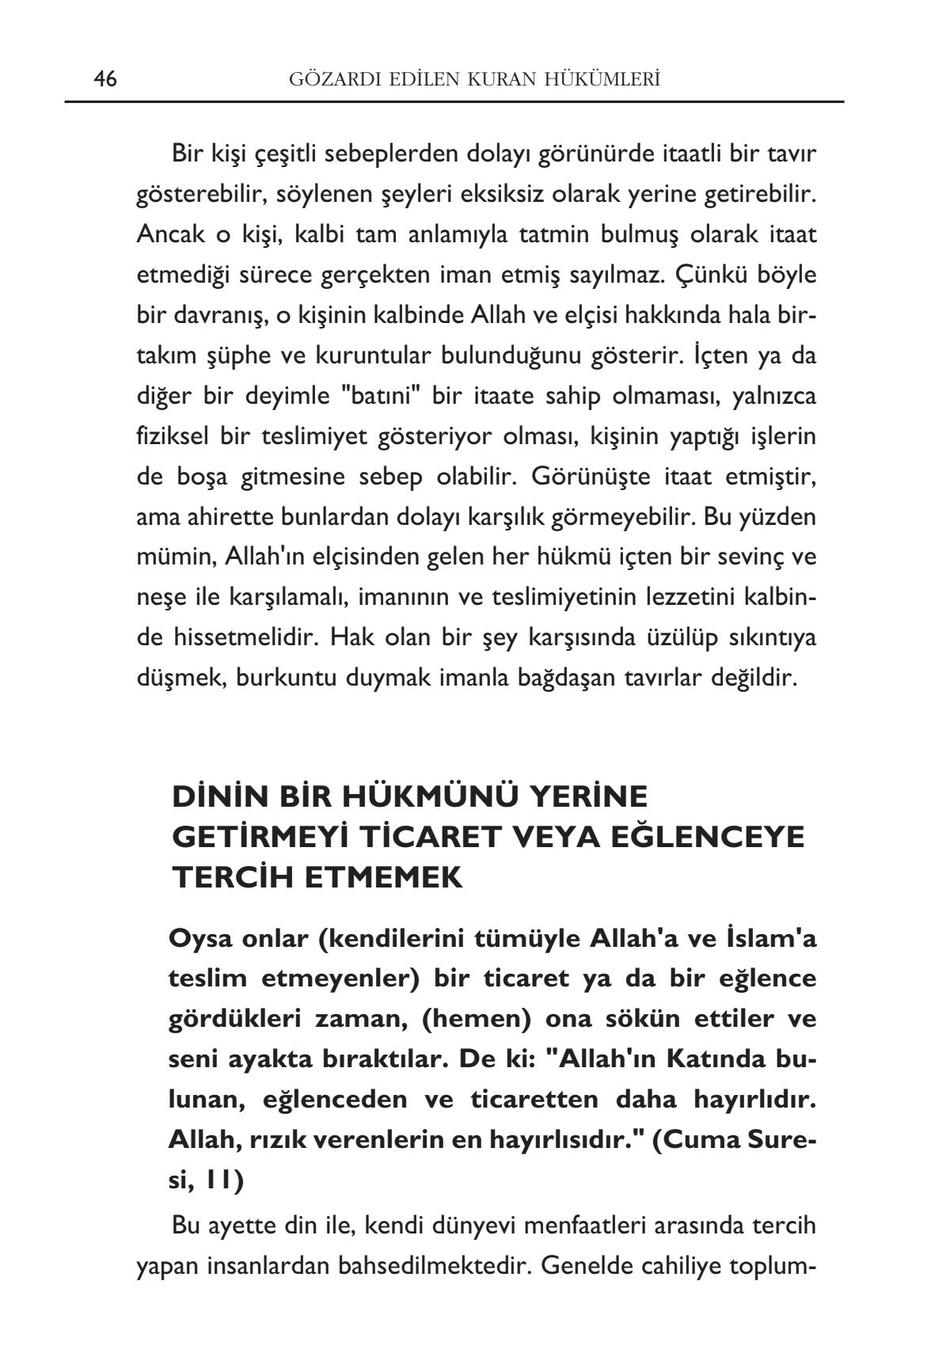 46
GÖZARDI EDİLEN KURAN HÜKÜMLERİ
Bir kişi çeşitli sebeplerden dolayı görünürde itaatli bir tavır
gösterebilir, söylenen şeyleri eksiksiz olarak yerine getirebilir.
Ancak o kişi, kalbi tam anlamıyla tatmin bulmuş olarak itaat
etmediği sürece gerçekten iman etmiş sayılmaz. Çünkü böyle
bir davranış, o kişinin kalbinde Allah ve elçisi hakkında hala bir-
takım şüphe ve kuruntular bulunduğunu gösterir. İçten ya da
diğer bir deyimle "batıni" bir itaate sahip olmaması, yalnızca
fiziksel bir teslimiyet gösteriyor olması, kişinin yaptığı işlerin
de boşa gitmesine sebep olabilir. Görünüşte itaat etmiştir,
ama ahirette bunlardan dolayı karşılık görmeyebilir. Bu yüzden
mümin, Allah'ın elçisinden gelen her hükmü içten bir sevinç ve
neşe ile karşılamalı, imanının ve teslimiyetinin lezzetini kalbin-
de hissetmelidir. Hak olan bir şey karşısında üzülüp sıkıntıya
düşmek, burkuntu duymak imanla bağdaşan tavırlar değildir.
DİNİN BİR HÜKMÜNÜ YERİNE
GETİRMEYİ TİCARET VEYA EĞLENCEYE
TERCİH ETMEMEK
Oysa onlar (kendilerini tümüyle Allah'a ve İslam'a
teslim etmeyenler) bir ticaret ya da bir eğlence
gördükleri zaman, (hemen) ona sökün ettiler ve
seni ayakta bıraktılar. De ki: "Allah'ın Katında bu-
lunan, eğlenceden ve ticaretten daha hayırlıdır.
Allah, rızık verenlerin en hayırlısıdır." (Cuma Sure-
si, 11)
Bu ayette din ile, kendi dünyevi menfaatleri arasında tercih
yapan insanlardan bahsedilmektedir. Genelde cahiliye toplum-